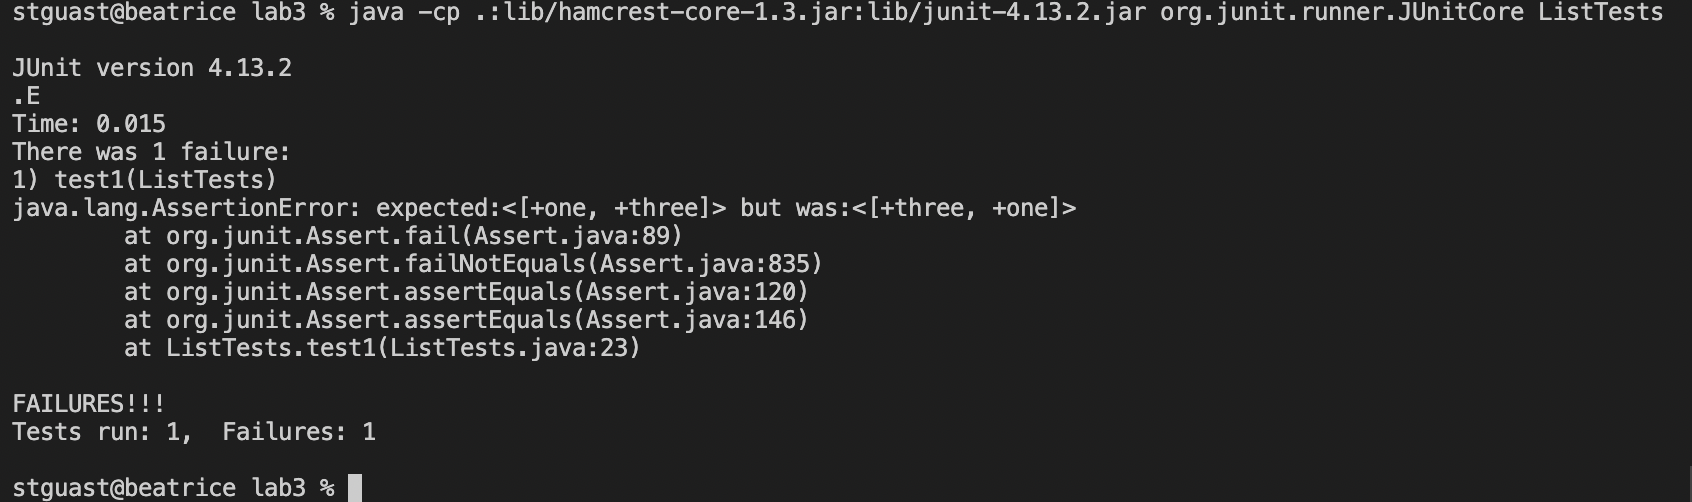 stguast@beatrice lab3 % java -cp .:lib/hamcrest-core-1.3.jar:lib/junit-4.13.2.jar org.junit.runner.JUnitCore ListTests
JUnit version 4.13.2
.E
Time: 0.015
There was 1 failure:
1) test1(ListTests)
java.lang.AssertionError: expected:<[+one, +three]> but was:<[+three, +one]>
at org.junit.Assert.fail(Assert.java:89)
at org.junit.Assert.failNotEquals(Assert.java:835)
at org.junit.Assert.assertEquals(Assert.java:120)
at org.junit.Assert.assertEquals(Assert.java:146)
at ListTests.test1(ListTests.java:23)
FAILURES!!!
Tests run: 1,  Failures: 1
stguast@beatrice lab3 %